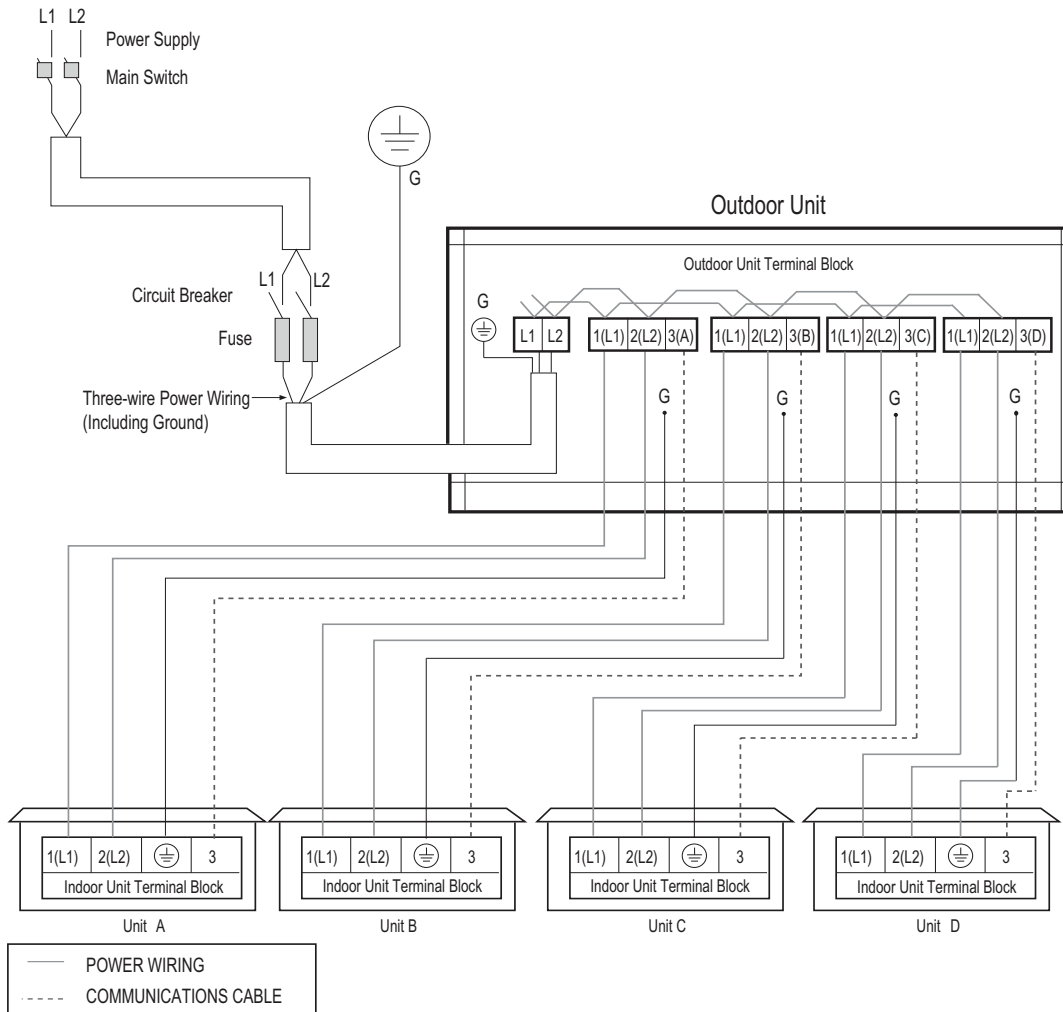 L1 L2
Power Supply
Main Switch
G
Outdoor Unit
Outdoor Unit Terminal Block
L1 L2
Circuit Breaker
Fuse
G
L1 L2
1(L1) 2(L2) 3(A)
1(L1) 2(L2) 3(B)
1(L1) 2(L2) 3(C)
1(L1) 2(L2) 3(D)
Three-wire Power Wiring
(Including Ground)
G
G
G
G
1(L1) 2(L2) 3
Indoor Unit Terminal Block
Unit A
1(L1) 2(L2) 3
Indoor Unit Terminal Block
Unit B
1(L1) 2(L2) 3
Indoor Unit Terminal Block
Unit C
1(L1) 2(L2) 3
Indoor Unit Terminal Block
Unit D
POWER WIRING
COMMUNICATIONS CABLE